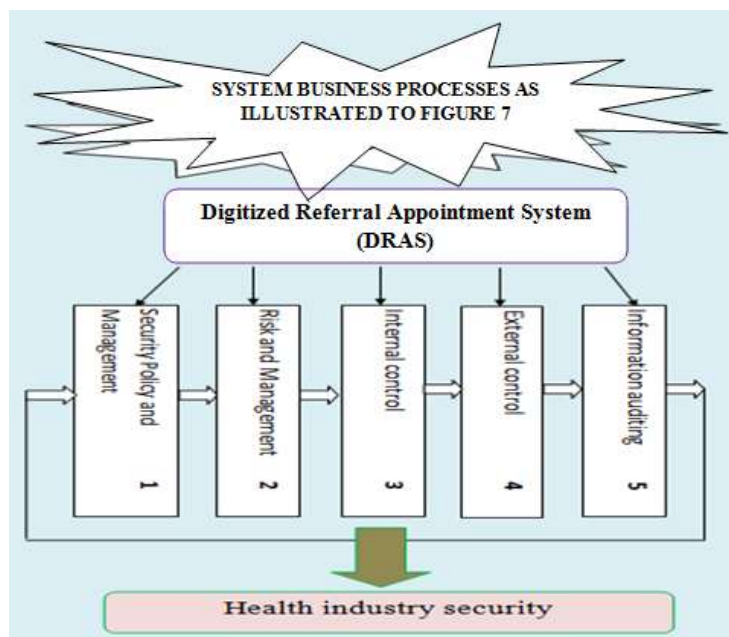 SYSTEM BUSINESS PROCESSES AS
ILLUSTRATED TO FIGURE 7
Digitized Referral Appointment System
(DRAS)
Security Policy and
Management
1
Risk and Management
2
Internal control
3
External control
4
Information auditing
5
Health industry security